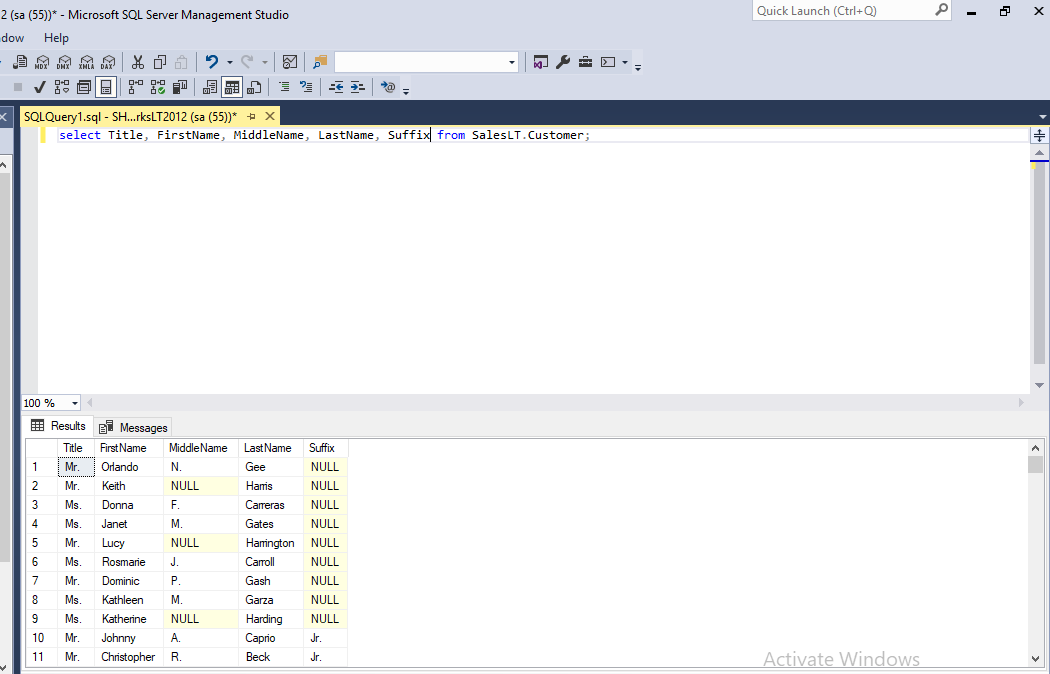 2 (sa (55))* - Microsoft SQL Server Management Studio
Quick Launch (Ctrl+Q)
dow Help
MDX DMX XMLA DAX
SQLQuery1.sql - SH...rksLT2012 (sa (55))*
select Title, FirstName, MiddleName, LastName, Suffix from SalesLT.Customer;
100 %
Results Messages
Title FirstName MiddleName LastName Suffix
1 Mr. Orlando N. Gee NULL
2 Mr. Keith NULL Harris NULL
3 Ms. Donna F. Carreras NULL
4 Ms. Janet M. Gates NULL
5 Mr. Lucy NULL Harrington NULL
6 Ms. Rosmarie J. Carroll NULL
7 Mr. Dominic P. Gash NULL
8 Ms. Kathleen M. Garza NULL
9 Ms. Katherine NULL Harding NULL
10 Mr. Johnny A. Caprio Jr.
11 Mr. Christopher R. Beck Jr.
Activate Windows